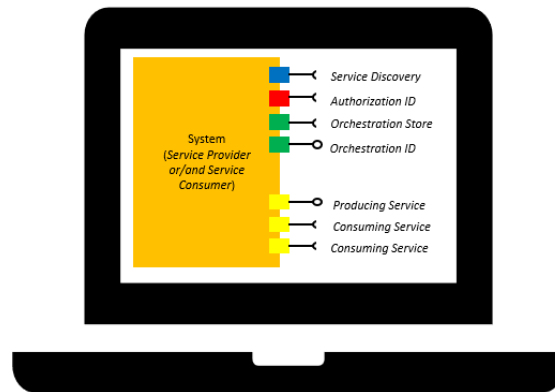 System
(Service Provider
or/and Service
Consumer)
Service Discovery
Authorization ID
Orchestration Store
Orchestration ID
Producing Service
Consuming Service
Consuming Service